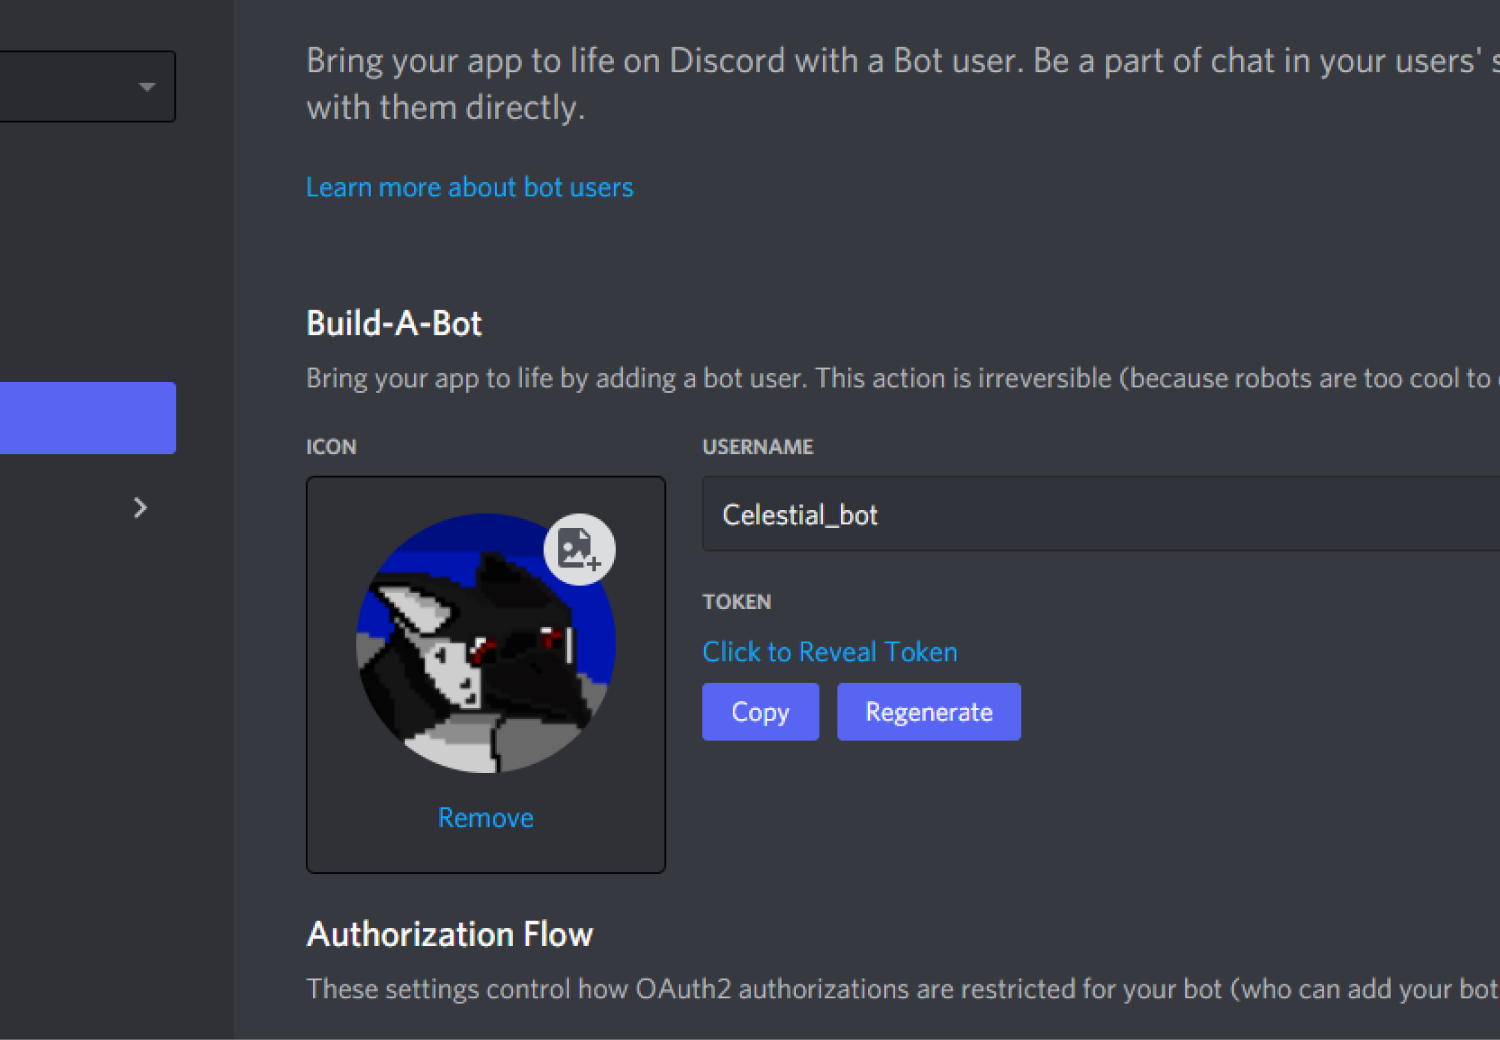 Bring your app to life on Discord with a Bot user. Be a part of chat in your users'
with them directly.
Learn more about bot users
Build-A-Bot
Bring your app to life by adding a bot user. This action is irreversible (because robots are too cool to
ICON
USERNAME
Celestial_bot
TOKEN
Click to Reveal Token
Copy
Regenerate
Remove
Authorization Flow
These settings control how OAuth2 authorizations are restricted for your bot (who can add your bot